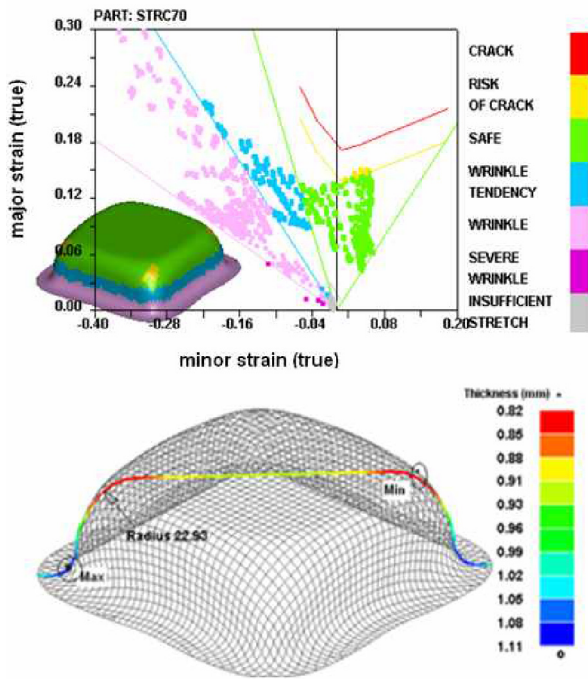 PART: STRC70
0.30
0.24
0.18
0.12
0.06
0.00
major strain (true)
-0.40
-0.28
-0.16
-0.04
0.08
0.20
minor strain (true)
CRACK
RISK
OF CRACK
SAFE
WRINKLE
TENDENCY
WRINKLE
SEVERE
WRINKLE
INSUFFICIENT
STRETCH
Thickness (mm)
0.82
0.85
0.88
0.91
0.93
0.96
0.99
1.02
1.05
1.08
1.11
Min
Radius 22.93
Max